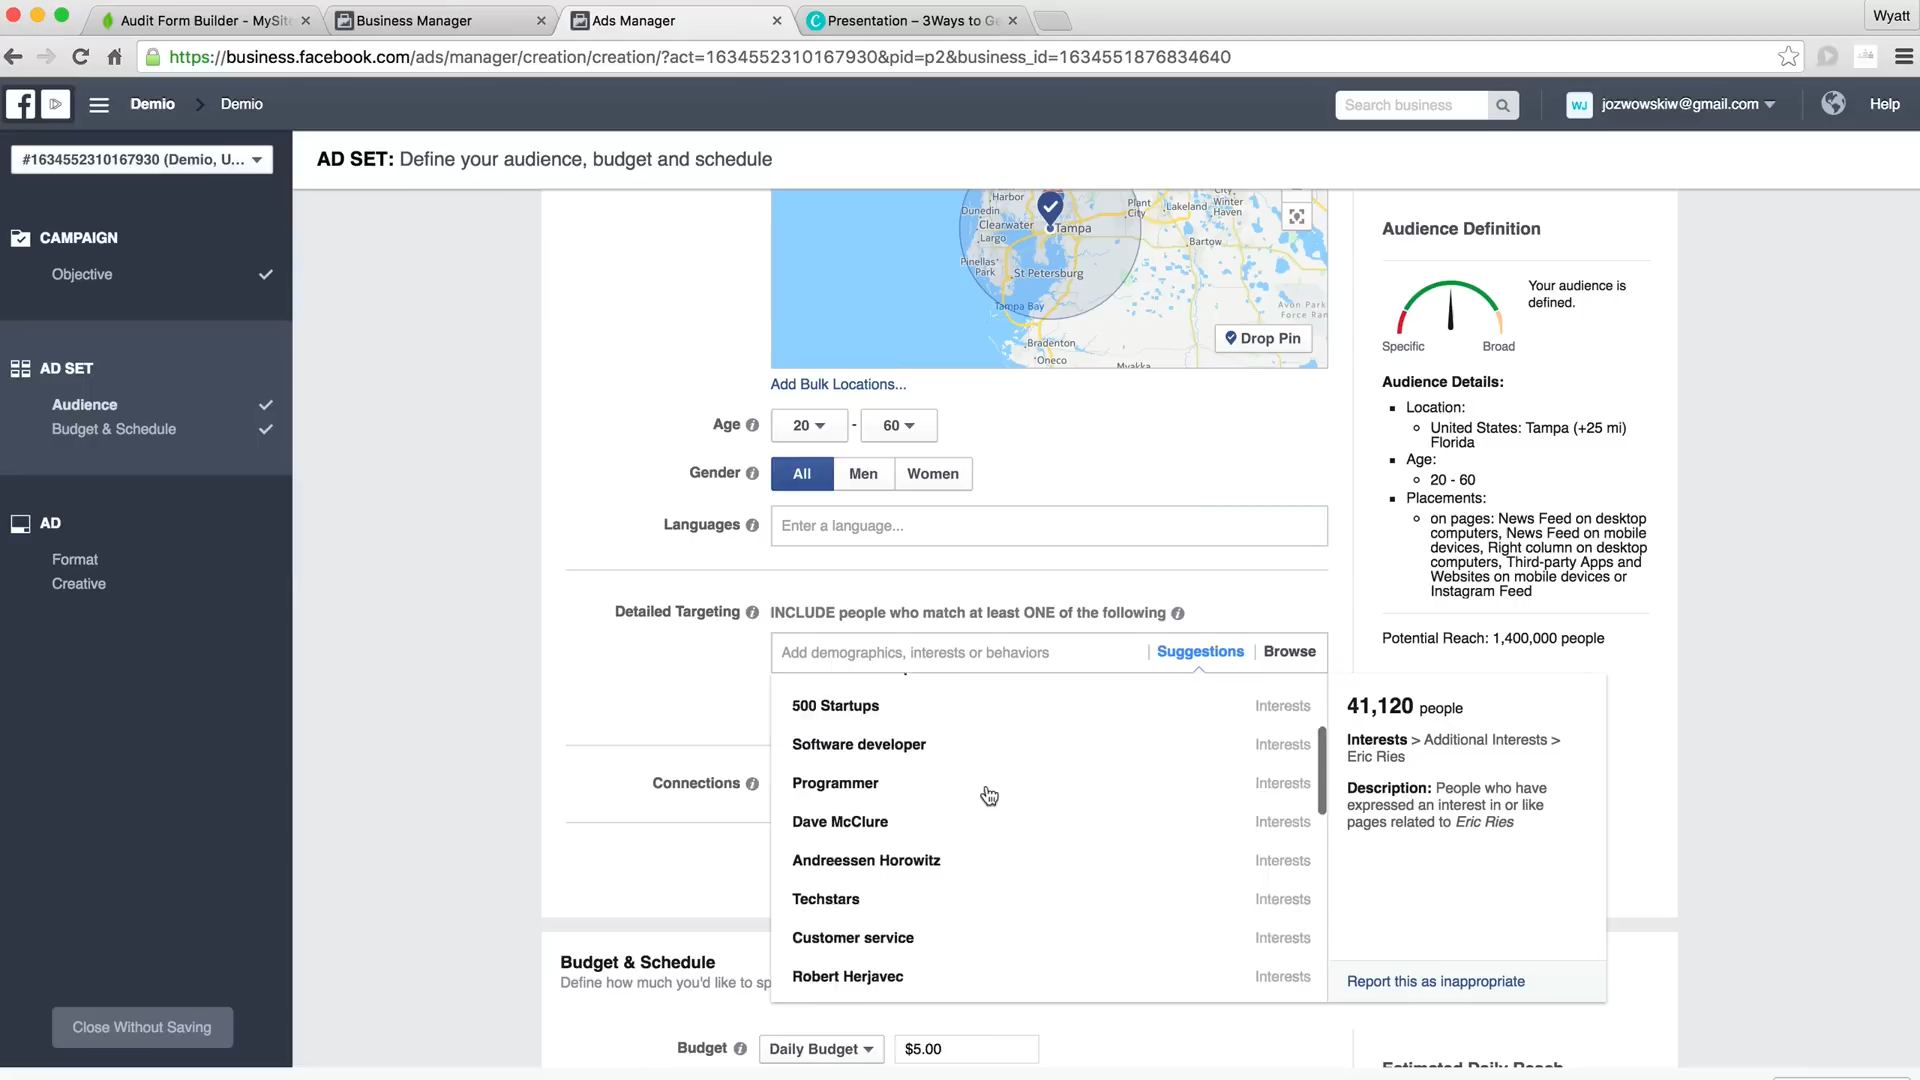 Audit Form Builder - MySit
Business Manager
Ads Manager
Presentation – 3Ways to Ge
Wyatt
https://business.facebook.com/ads/manager/creation/creation/?act=1634552310167930&pid=p2&business_id=1634551876834640
Demio
Demio
Search business
WJ
jozwowskiw@gmail.com
Help
#1634552310167930 (Demio, U...
AD SET: Define your audience, budget and schedule
CAMPAIGN
Objective
AD SET
Audience
Budget & Schedule
AD
Format
Creative
Close Without Saving
Harbor
Dunedin
Clearwater
Largo
Pinellas'
Park
Tampa
St Petersburg
Tampa Bay
Bradenton
Oneco
Plant
City
Lakeland
Winter
Haven
City-
Bartow
Avon Park
Force Ran
Myakka
Drop Pin
Add Bulk Locations...
Age
20
-
60
Gender
All
Men
Women
Languages
Enter a language...
Detailed Targeting
INCLUDE people who match at least ONE of the following
Add demographics, interests or behaviors
Suggestions
Browse
500 Startups
Interests
Software developer
Interests
Programmer
Interests
Dave McClure
Interests
Andreessen Horowitz
Interests
Techstars
Interests
Customer service
Interests
Robert Herjavec
Interests
41,120 people
Interests > Additional Interests >
Eric Ries
Description: People who have
expressed an interest in or like
pages related to Eric Ries
Report this as inappropriate
Connections
Budget & Schedule
Define how much you'd like to sp
Budget
Daily Budget
$5.00
Audience Definition
Your audience is
defined.
Specific
Broad
Audience Details:
Location:
United States: Tampa (+25 mi)
Florida
Age:
20 - 60
Placements:
on pages: News Feed on desktop
computers, News Feed on mobile
devices, Right column on desktop
computers, Third-party Apps and
Websites on mobile devices or
Instagram Feed
Potential Reach: 1,400,000 people
Estimated Daily Reach